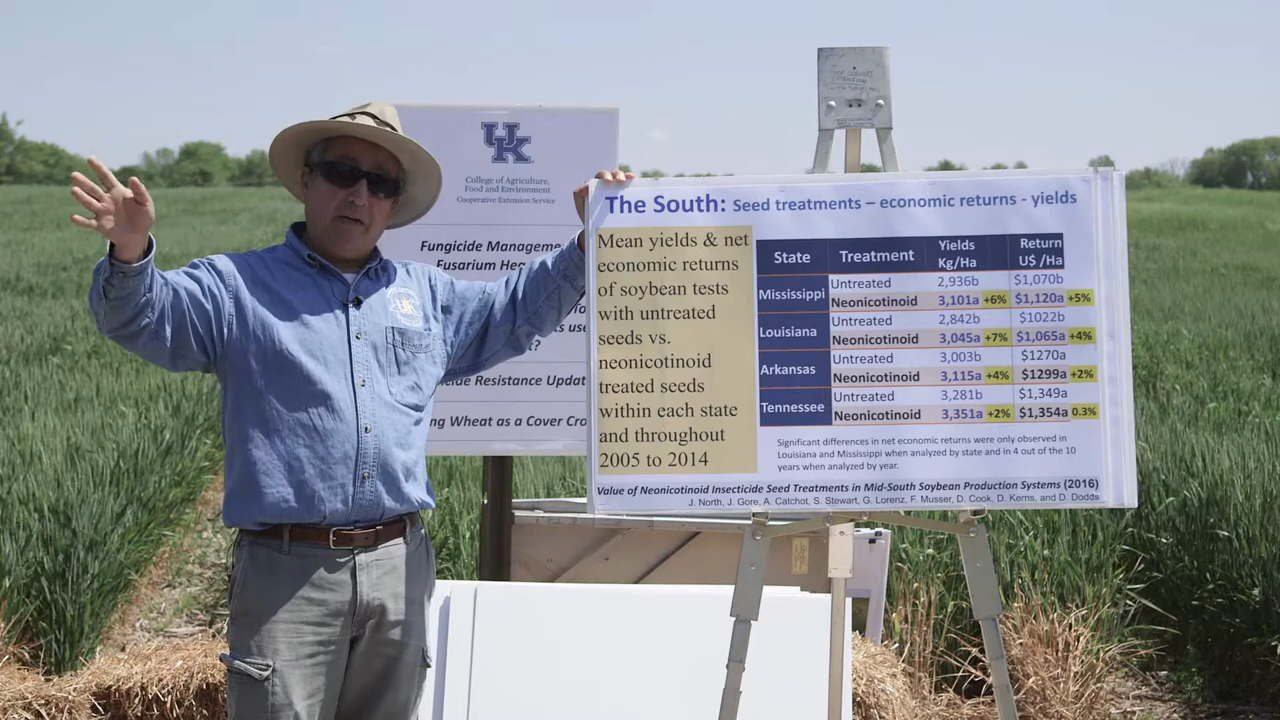 UK
College of Agriculture,
Food and Environment
Cooperative Extension Service
Fungicide Manageme
Fusarium Hea
ts use
t?
cide Resistance Updat
ng Wheat as a Cover Cro
The South: Seed treatments – economic returns - yields
Mean yields & net
economic returns
of soybean tests
with untreated
seeds vs.
neonicotinoid
treated seeds
within each state
and throughout
2005 to 2014
State Treatment Yields Kg/Ha Return U$ /Ha
Mississippi Untreated 2,936b $1,070b
Neonicotinoid 3,101a +6% $1,120a +5%
Louisiana Untreated 2,842b $1022b
Neonicotinoid 3,045a +7% $1,065a +4%
Arkansas Untreated 3,003b $1270a
Neonicotinoid 3,115a +4% $1299a +2%
Tennessee Untreated 3,281b $1,349a
Neonicotinoid 3,351a +2% $1,354a 0.3%
Significant differences in net economic returns were only observed in
Louisiana and Mississippi when analyzed by state and in 4 out of the 10
years when analyzed by year.
Value of Neonicotinoid Insecticide Seed Treatments in Mid-South Soybean Production Systems (2016)
J. North, J. Gore, A. Catchot, S. Stewart, G. Lorenz, F. Musser, D. Cook, D. Kerns, and D. Dodds